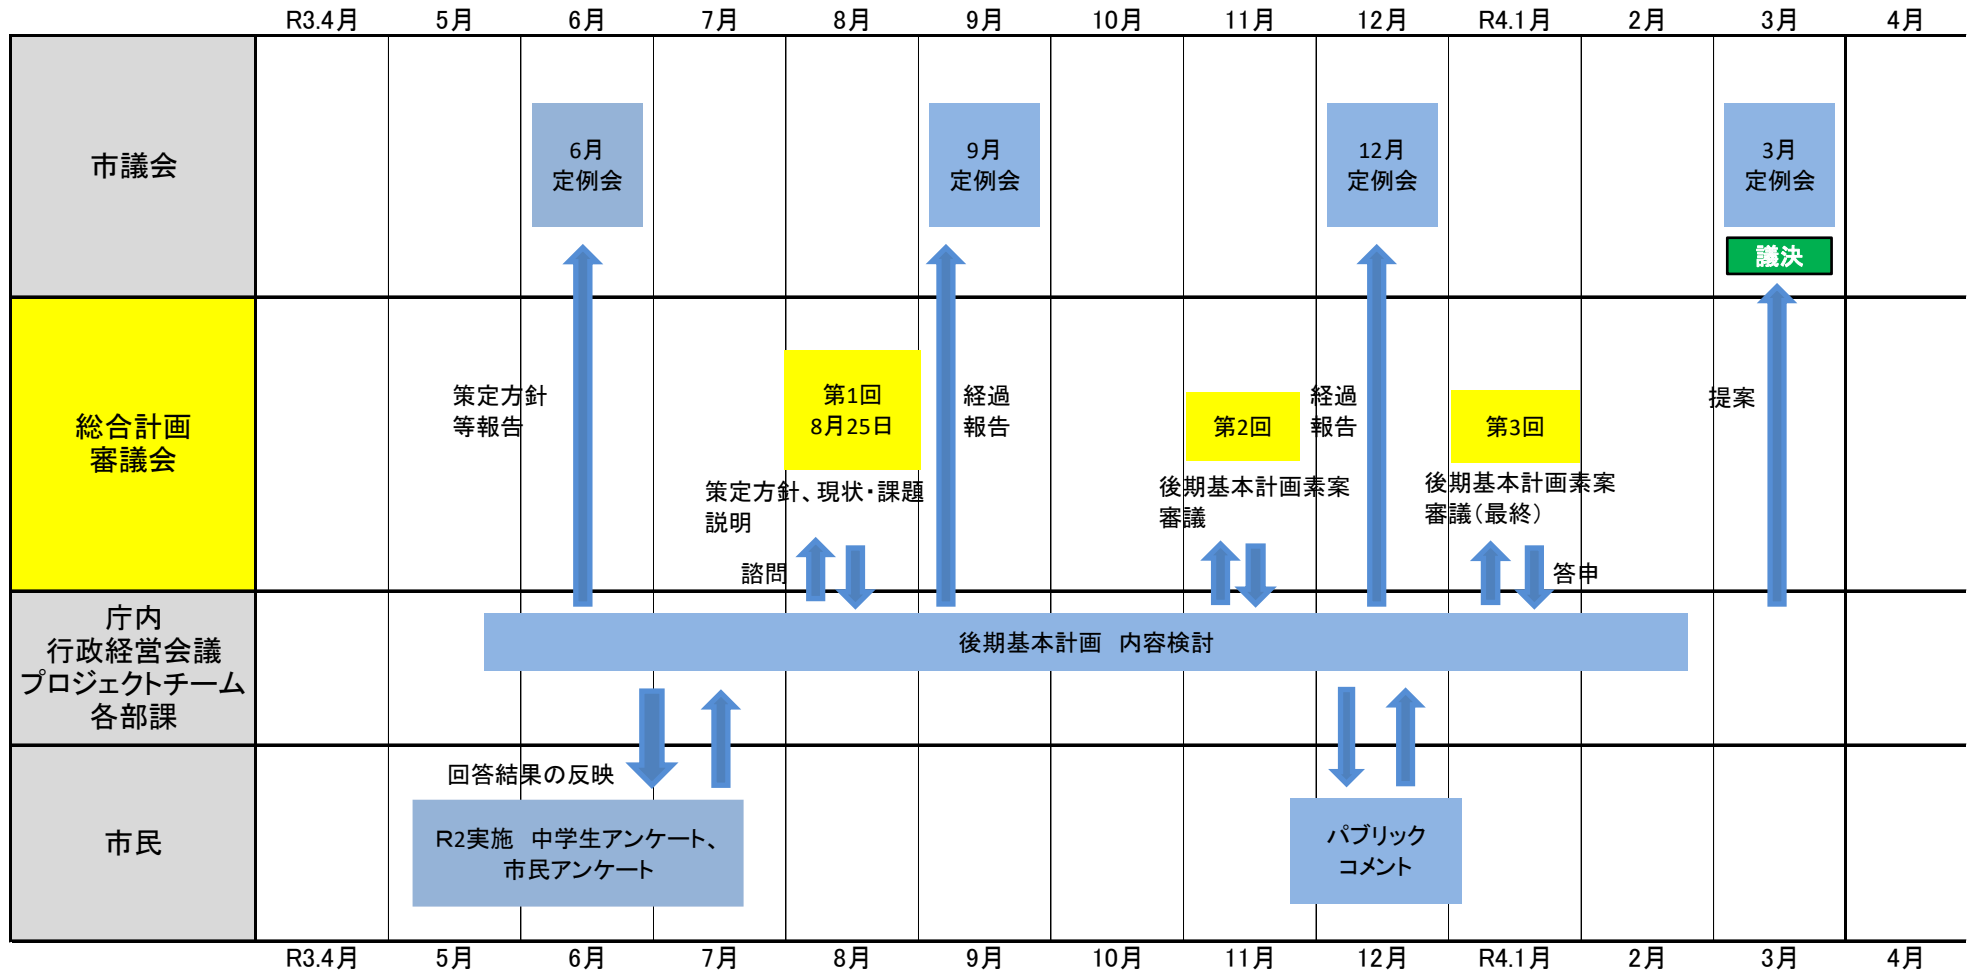 R3.4月 5月 6月 7月 8月 9月 10月 11月 12月 R4.1月 2月 3月 4月
市議会
6月
定例会
9月
定例会
12月
定例会
3月
定例会
議決
総合計画
審議会
策定方針
等報告
第1回
8月25日
策定方針、現状・課題
説明
諮問
経過
報告
第2回
後期基本計画素案
審議
経過
報告
第3回
後期基本計画素案
審議（最終）
答申
提案
庁内
行政経営会議
プロジェクトチーム
各部課
後期基本計画　内容検討
市民
回答結果の反映
R2実施　中学生アンケート、
市民アンケート
パブリック
コメント
R3.4月 5月 6月 7月 8月 9月 10月 11月 12月 R4.1月 2月 3月 4月